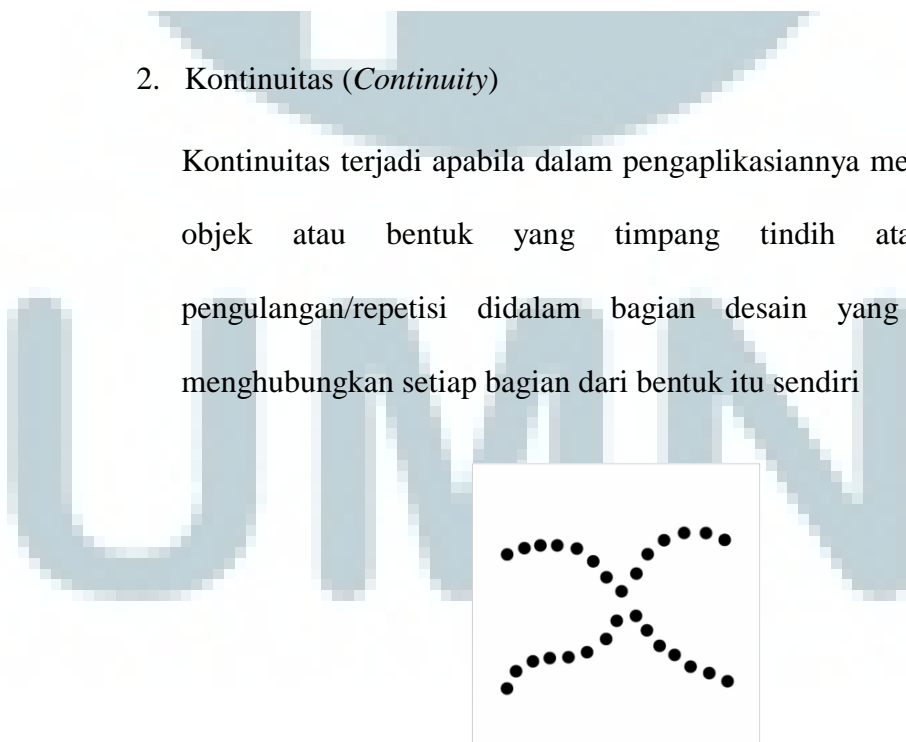 2. Kontinuitas (Continuity)
Kontinuitas terjadi apabila dalam pengaplikasiannya me
objek atau bentuk yang timpang tindih ata
pengulangan/repetisi didalam bagian desain yang
menghubungkan setiap bagian dari bentuk itu sendiri
UMN